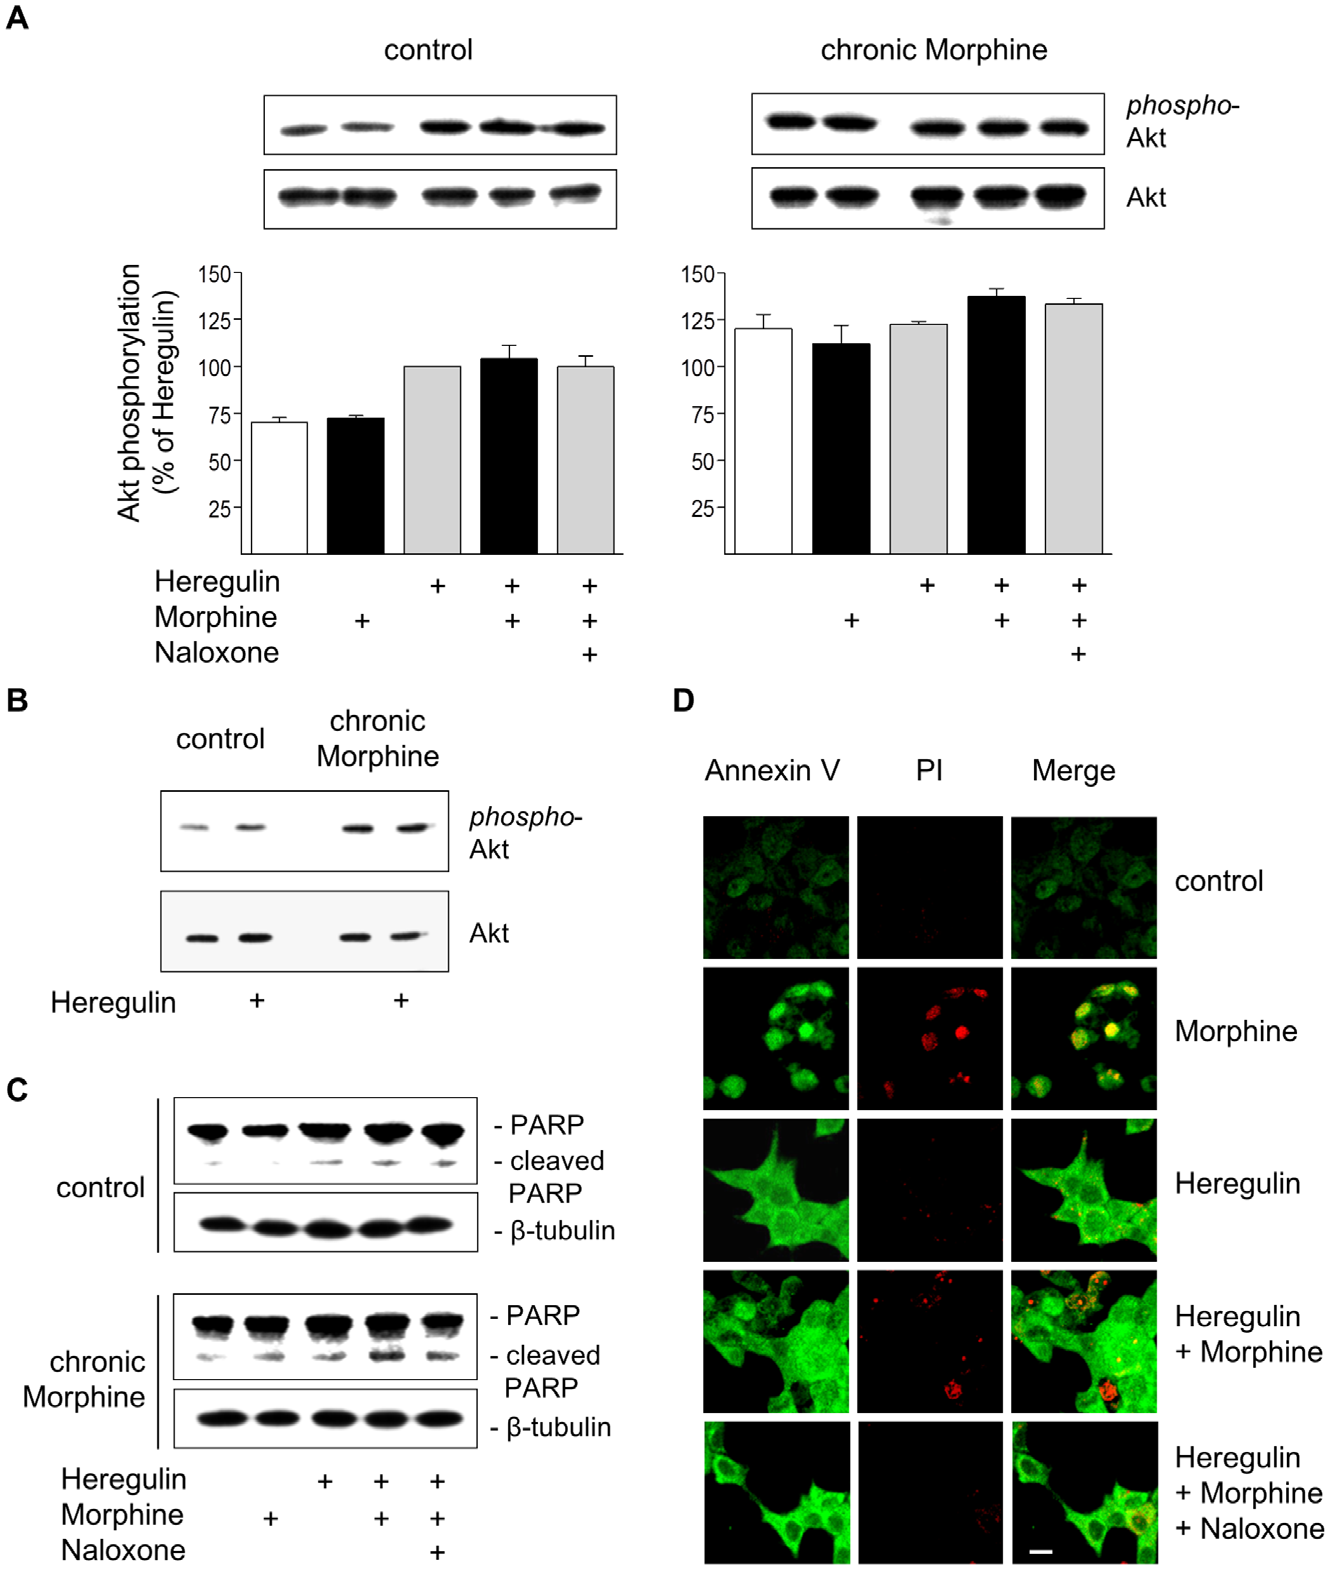 A
control
chronic Morphine
phospho-
Akt
Akt
Akt phosphorylation
(% of Heregulin)
150
125
100
75
50
25
150
125
100
75
50
25
Heregulin + + + + + +
Morphine + + + + + +
Naloxone + +
B
control
chronic
Morphine
phospho-
Akt
Akt
Heregulin + +
C
control
- PARP
- cleaved
PARP
- β-tubulin
chronic
Morphine
- PARP
- cleaved
PARP
- β-tubulin
Heregulin + + +
Morphine + + +
Naloxone +
D
Annexin V PI Merge
control
Morphine
Heregulin
Heregulin
+ Morphine
Heregulin
+ Morphine
+ Naloxone